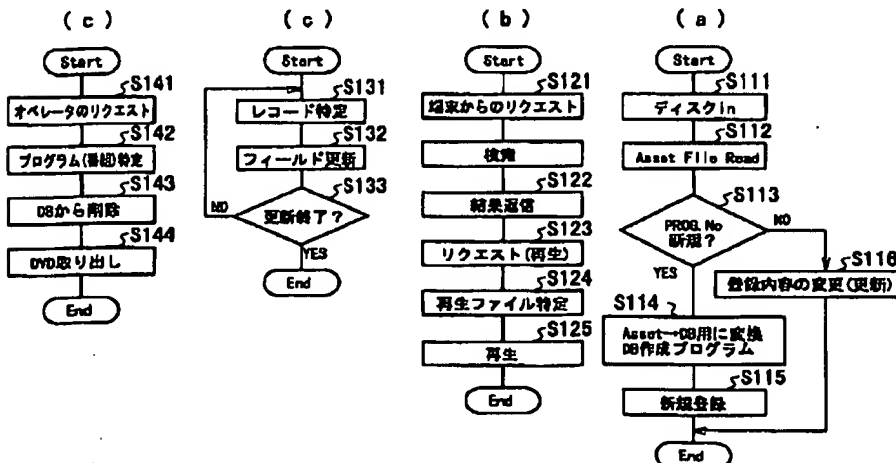 (c)
Start
S141
オペレータのリクエスト
S142
プログラム(番組)特定
S143
DBから削除
S144
DVD取り出し
End
(c)
Start
S131
レコード特定
S132
フィールド更新
S133
更新終了?
NO
YES
End
(b)
Start
S121
端末からのリクエスト
検索
S122
結果返信
S123
リクエスト(再生)
S124
再生ファイル特定
S125
再生
End
(a)
Start
S111
ディスクin
S112
Asset File Read
S113
PROG.No
新規?
NO
YES
S116
登録内容の変更(更新)
S114
Asset→DB用に変換
DB作成プログラム
S115
新規登録
End